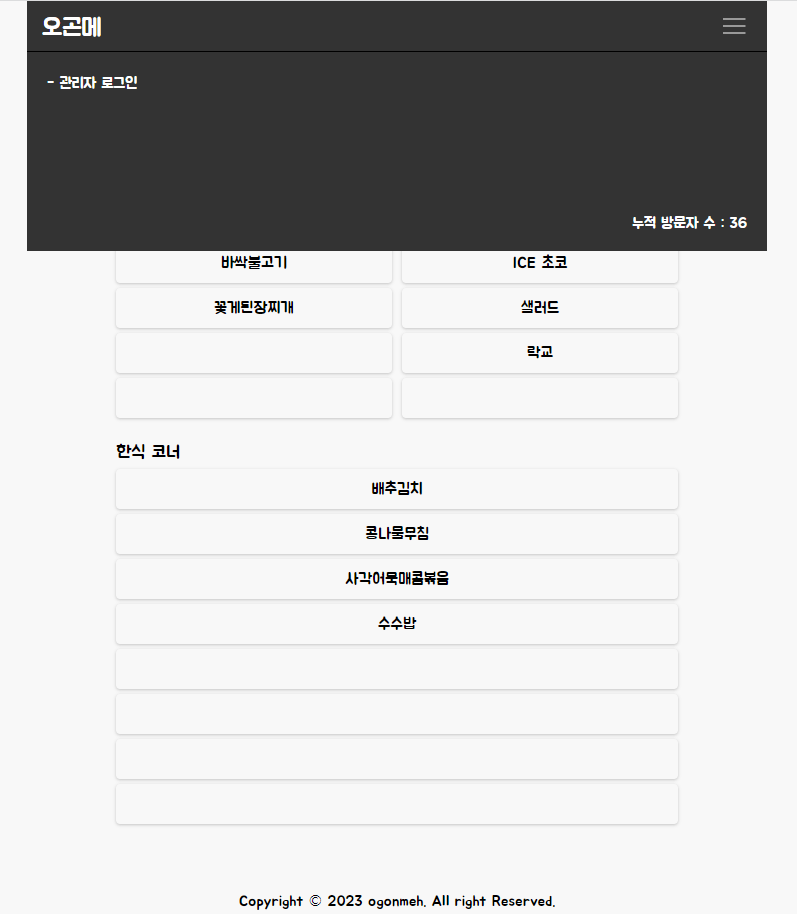 오곤메
- 관리자 로그인
누적 방문자 수 : 36
바싹불고기 ICE 초코
꽃게된장찌개 샐러드
락교
한식 코너
배추김치
콩나물무침
사각어묵매콤볶음
수수밥
Copyright © 2023 ogonmeh. All right Reserved.